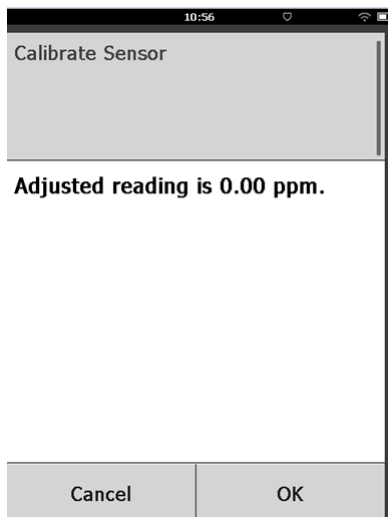 10:56
Calibrate Sensor
Adjusted reading is 0.00 ppm.
Cancel
OK